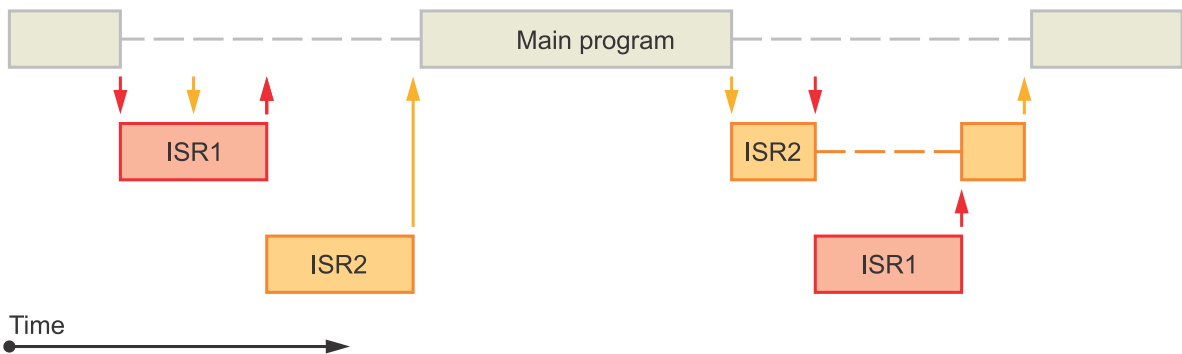 Main program
ISR1
ISR2
ISR2
ISR1
Time